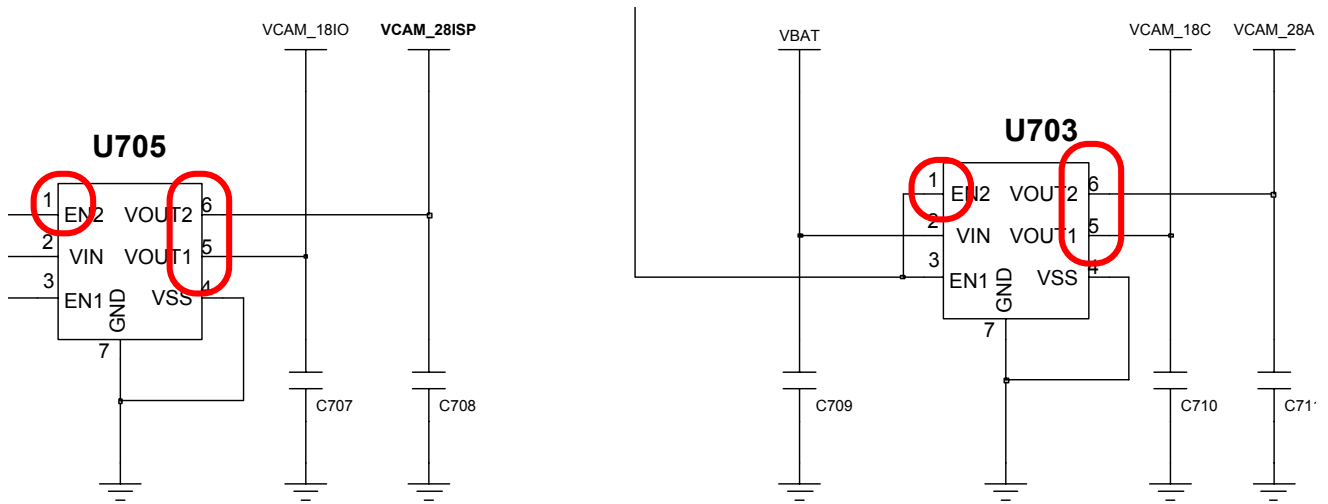 VCAM_18IO VCAM_28ISP
U705
1 EN2 VOUT2 6
2 VIN VOUT1 5
3 EN1 VSS 4
GND
7
C707 C708
VBAT VCAM_18C VCAM_28A
U703
1 EN2 VOUT2 6
2 VIN VOUT1 5
3 EN1 VSS 4
GND
7
C709 C710 C711